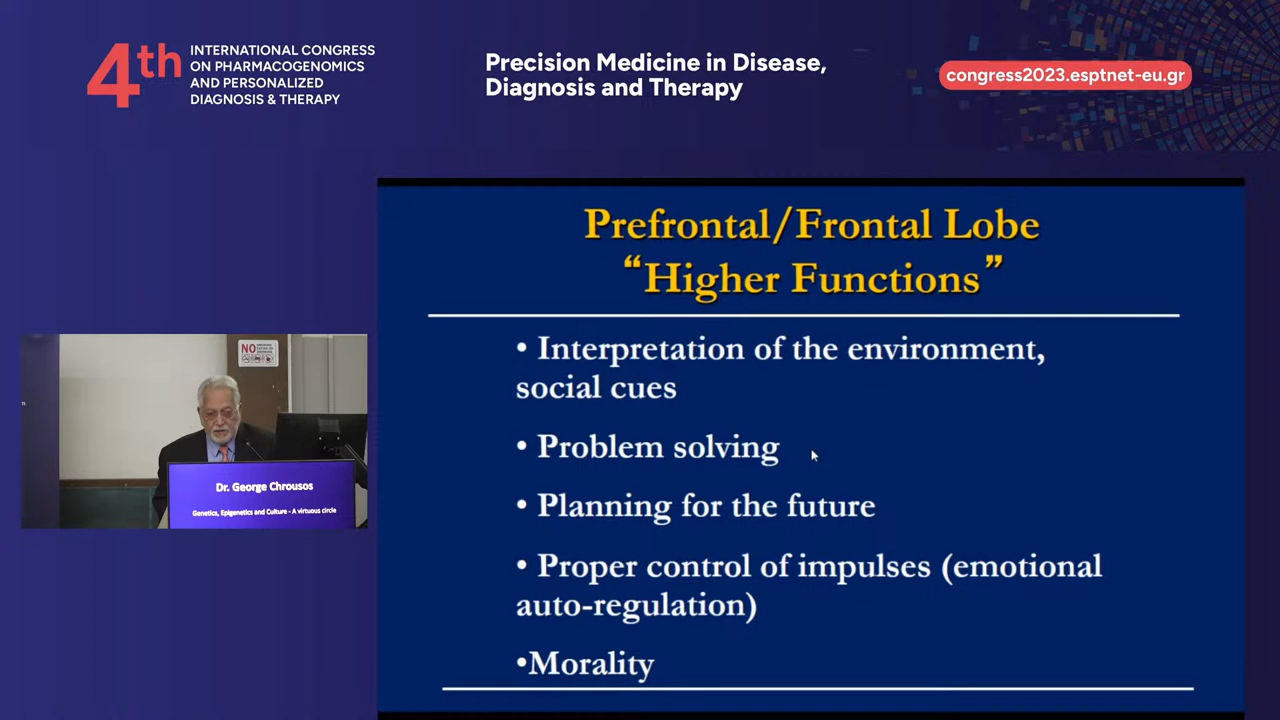 4th
INTERNATIONAL CONGRESS
ON PHARMACOGENOMICS
AND PERSONALIZED
DIAGNOSIS & THERAPY
Precision Medicine in Disease,
Diagnosis and Therapy
congress2023.esptnet-eu.gr
Prefrontal/Frontal Lobe
“Higher Functions”
• Interpretation of the environment,
social cues
• Problem solving
• Planning for the future
• Proper control of impulses (emotional
auto-regulation)
•Morality
NO
Dr. George Chrousos
Genetics, Epigenetics and Culture - A virtuous circle